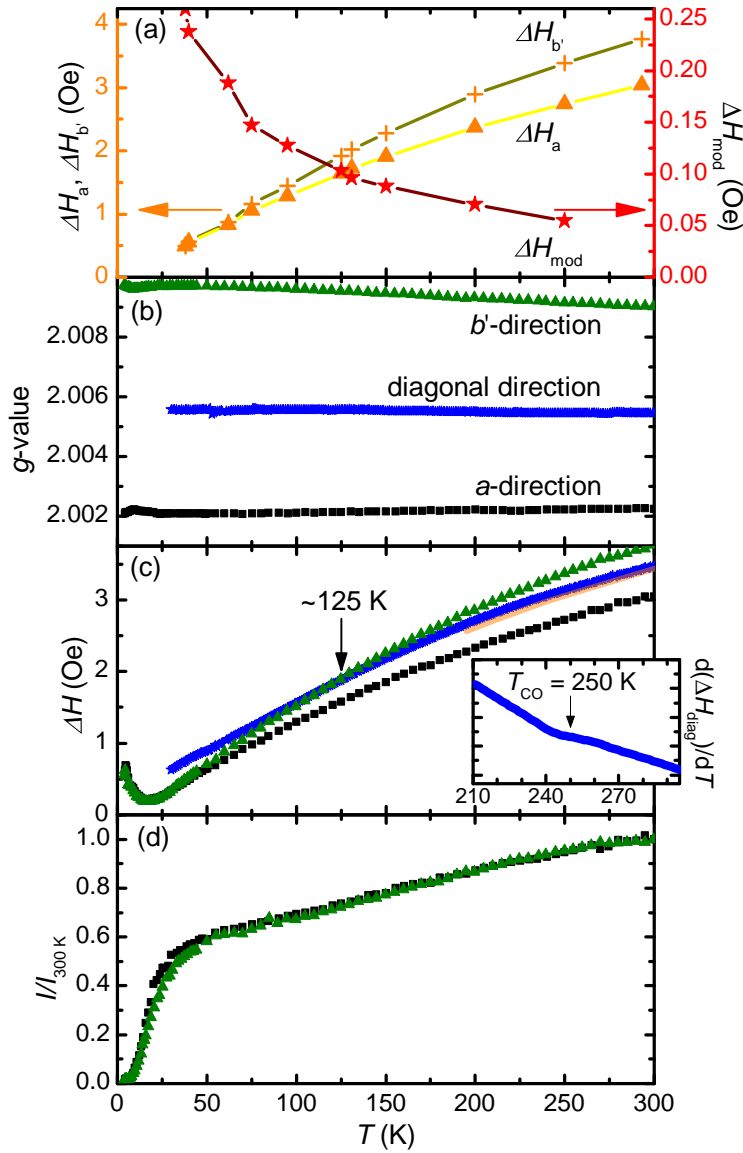 (a)
4
3
2
1
0
ΔH_a, ΔH_b' (Oe)
ΔH_b'
ΔH_a
ΔH_mod
0.25
0.20
0.15
0.10
0.05
0.00
ΔH_mod (Oe)
(b)
2.008
2.006
2.004
2.002
g-value
b'-direction
diagonal direction
a-direction
(c)
3
2
1
0
ΔH (Oe)
~125 K
T_CO = 250 K
210 240 270
d(ΔH_diag)/dT
(d)
1.0
0.8
0.6
0.4
0.2
0.0
I/I_300 K
0 50 100 150 200 250 300
T (K)